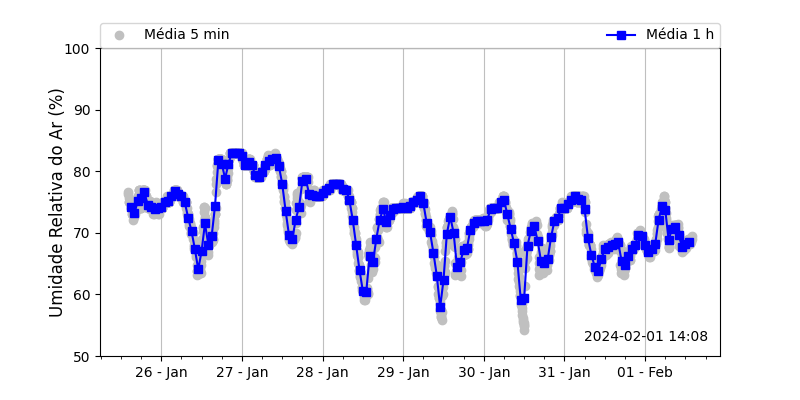 Média 5 min
Média 1 h
100
90
80
70
60
50
Umidade Relativa do Ar (%)
2024-02-01 14:08
26 - Jan
27 - Jan
28 - Jan
29 - Jan
30 - Jan
31 - Jan
01 - Feb